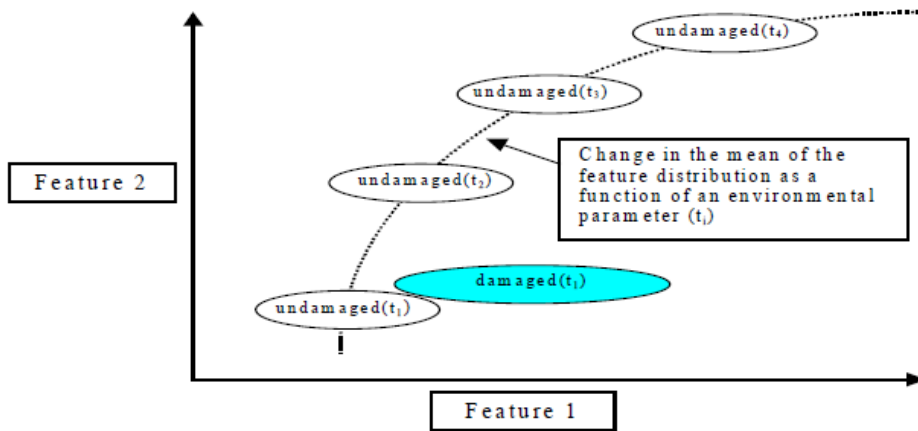 undamaged(t₄)
undamaged(t₃)
Change in the mean of the
feature distribution as a
function of an environmental
parameter (tᵢ)
Feature 2
undamaged(t₂)
damaged(t₁)
undamaged(t₁)
Feature 1